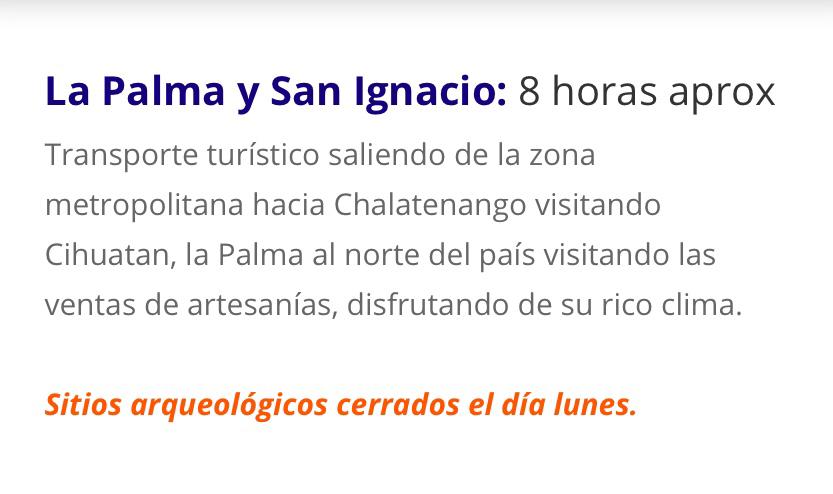 La Palma y San Ignacio: 8 horas aprox
Transporte turístico saliendo de la zona
metropolitana hacia Chalatenango visitando
Cihuatan, la Palma al norte del país visitando las
ventas de artesanías, disfrutando de su rico clima.
Sitios arqueológicos cerrados el día lunes.